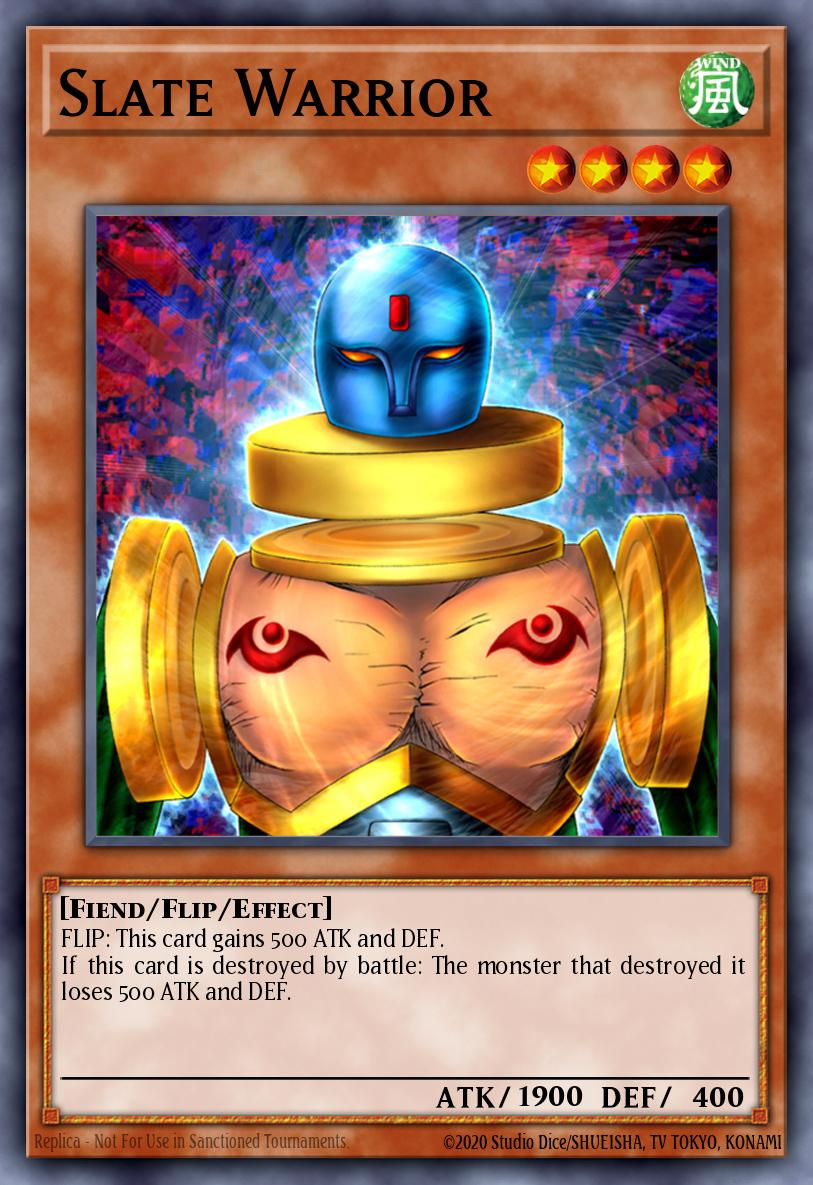 Slate Warrior
WIND
風
[Fiend/Flip/Effect]
FLIP: This card gains 500 ATK and DEF.
If this card is destroyed by battle: The monster that destroyed it
loses 500 ATK and DEF.
ATK/ 1900 DEF/ 400
Replica - Not For Use in Sanctioned Tournaments.
©2020 Studio Dice/SHUEISHA, TV TOKYO, KONAMI